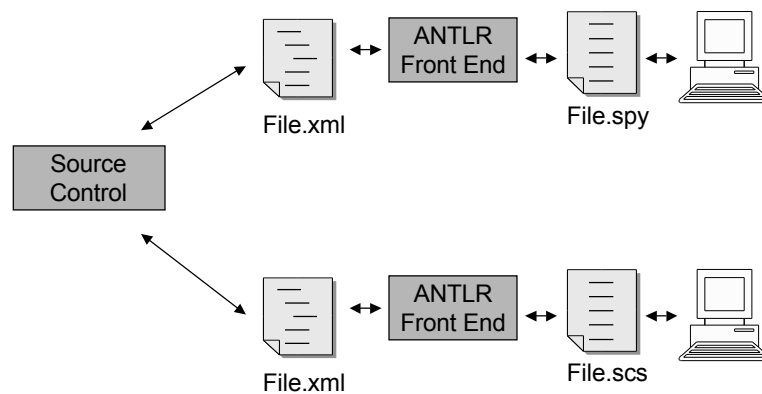 ANTLR
Front End
File.xml
File.spy
Source
Control
ANTLR
Front End
File.xml
File.scs